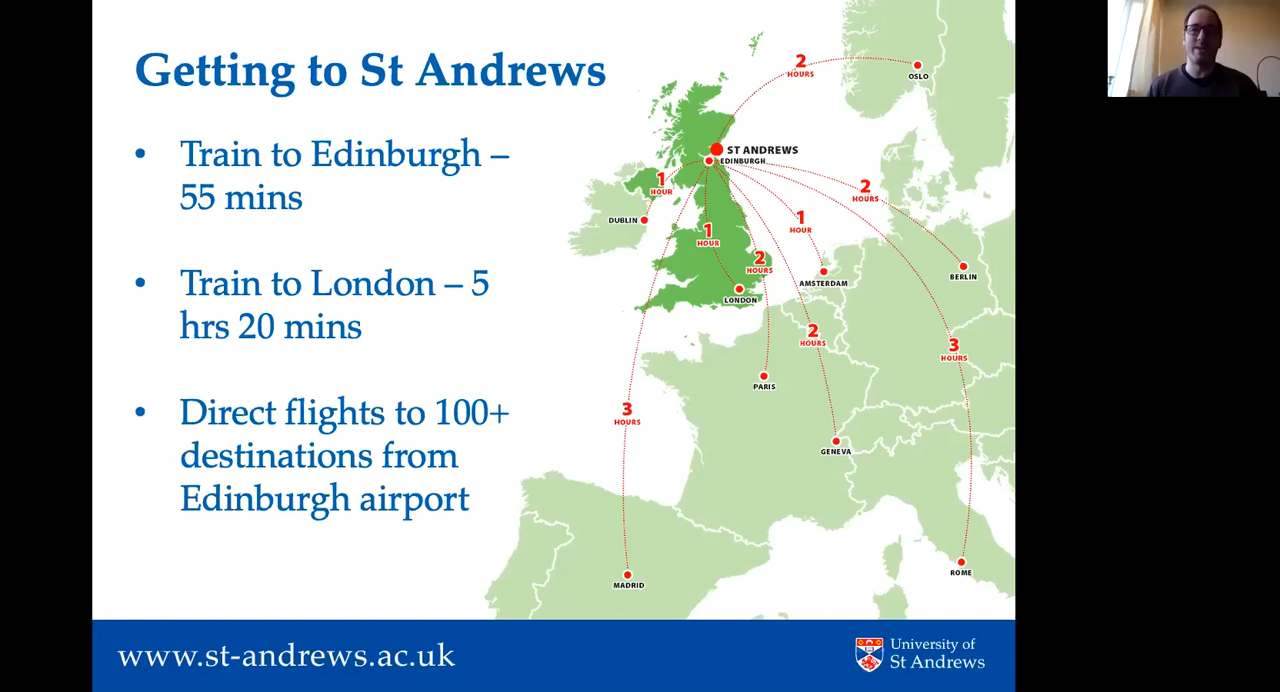 Getting to St Andrews
• Train to Edinburgh –
55 mins
• Train to London – 5
hrs 20 mins
• Direct flights to 100+
destinations from
Edinburgh airport
2
HOURS
OSLO
ST ANDREWS
EDINBURGH
1
HOUR
2
HOURS
DUBLIN
1
HOUR
1
HOUR
2
HOURS
BERLIN
AMSTERDAM
LONDON
2
HOURS
3
HOURS
PARIS
3
HOURS
GENEVA
ROME
MADRID
www.st-andrews.ac.uk
University of
St Andrews